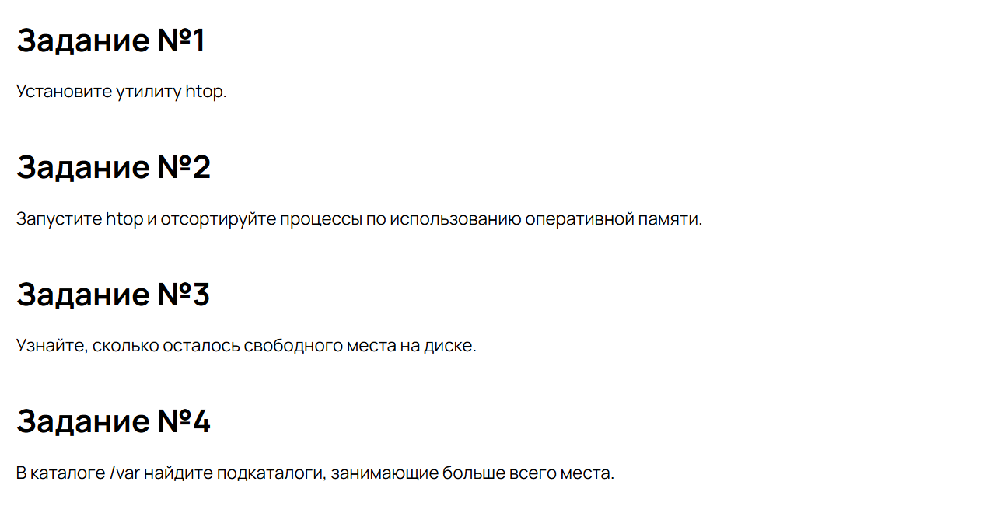 Задание №1
Установите утилиту htop.
Задание №2
Запустите htop и отсортируйте процессы по использованию оперативной памяти.
Задание №3
Узнайте, сколько осталось свободного места на диске.
Задание №4
В каталоге /var найдите подкаталоги, занимающие больше всего места.